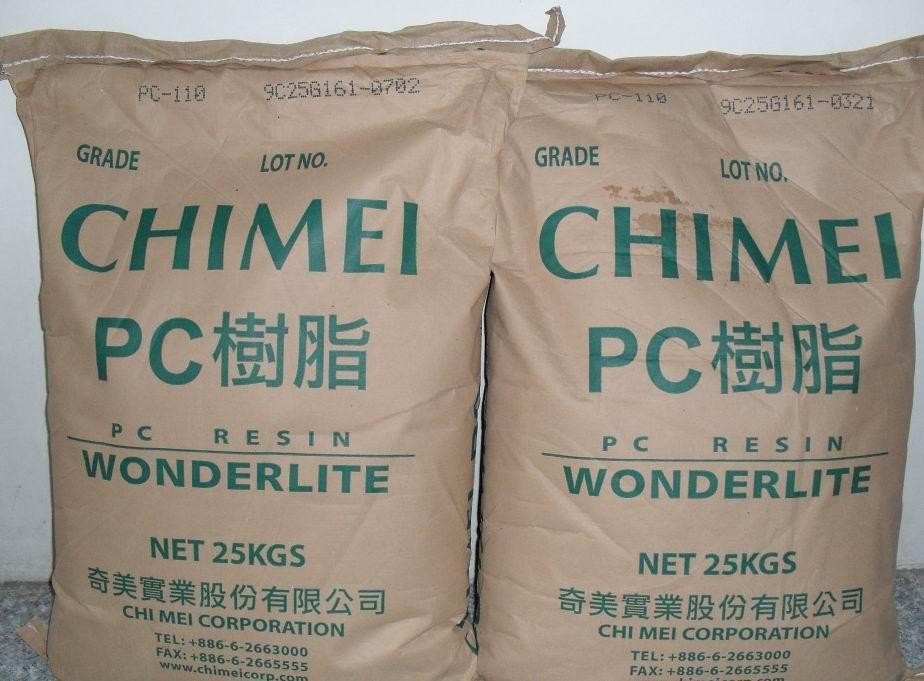 PC-110 9C25G161-0702
GRADE LOT NO.
CHIMEI
PC樹脂
PC RESIN
WONDERLITE
NET 25KGS
奇美實業股份有限公司
CHI MEI CORPORATION
TEL: +886-6-2663000
FAX: +886-6-2665555
www.chimeicorp.com
PC-110 9C25G161-0321
GRADE LOT NO.
CHIMEI
PC樹脂
PC RESIN
WONDERLITE
NET 25KGS
奇美實業股份有限公司
CHI MEI CORPORATION
TEL: +886-6-2663000
FAX: +886-6-2665555